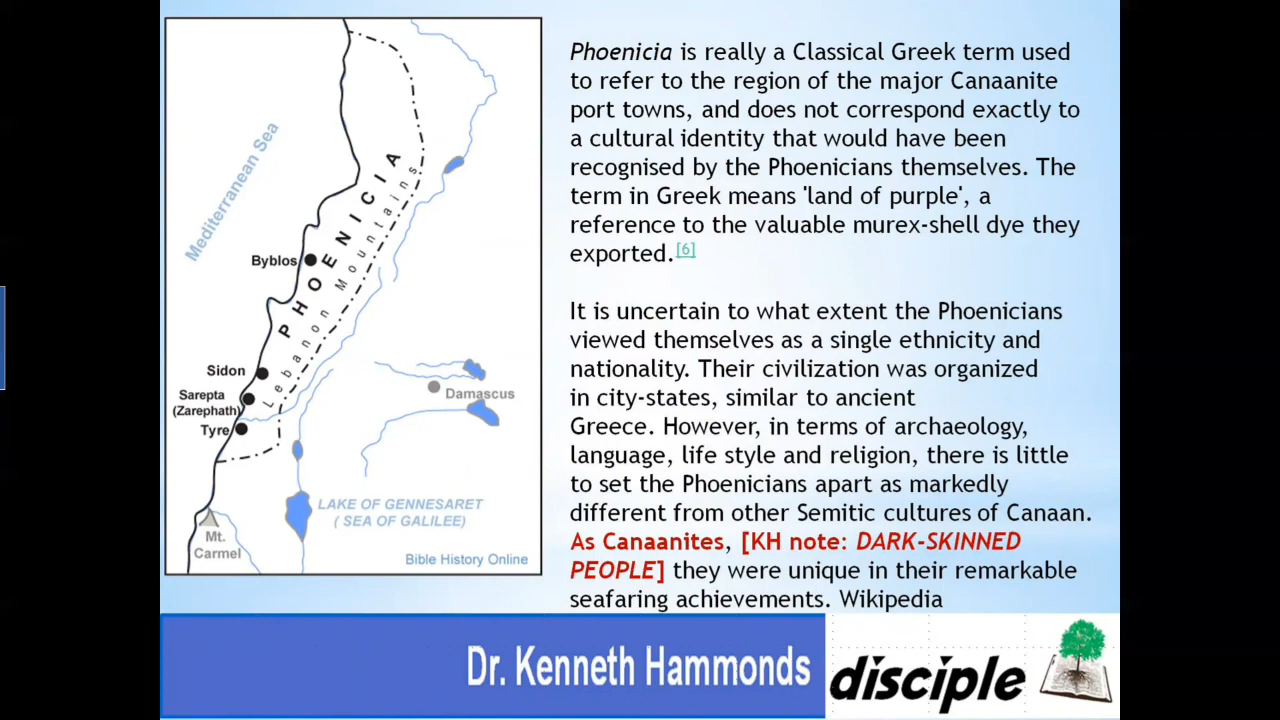 Mediterranean Sea
PHOENICIA
Lebanon Mountains
Byblos
Sidon
Sarepta
(Zarephath)
Tyre
Damascus
LAKE OF GENNESARET
( SEA OF GALILEE)
Mt.
Carmel
Bible History Online
Phoenicia is really a Classical Greek term used
to refer to the region of the major Canaanite
port towns, and does not correspond exactly to
a cultural identity that would have been
recognised by the Phoenicians themselves. The
term in Greek means 'land of purple', a
reference to the valuable murex-shell dye they
exported.[6]
It is uncertain to what extent the Phoenicians
viewed themselves as a single ethnicity and
nationality. Their civilization was organized
in city-states, similar to ancient
Greece. However, in terms of archaeology,
language, life style and religion, there is little
to set the Phoenicians apart as markedly
different from other Semitic cultures of Canaan.
As Canaanites, [KH note: DARK-SKINNED
PEOPLE] they were unique in their remarkable
seafaring achievements. Wikipedia
Dr. Kenneth Hammonds
disciple